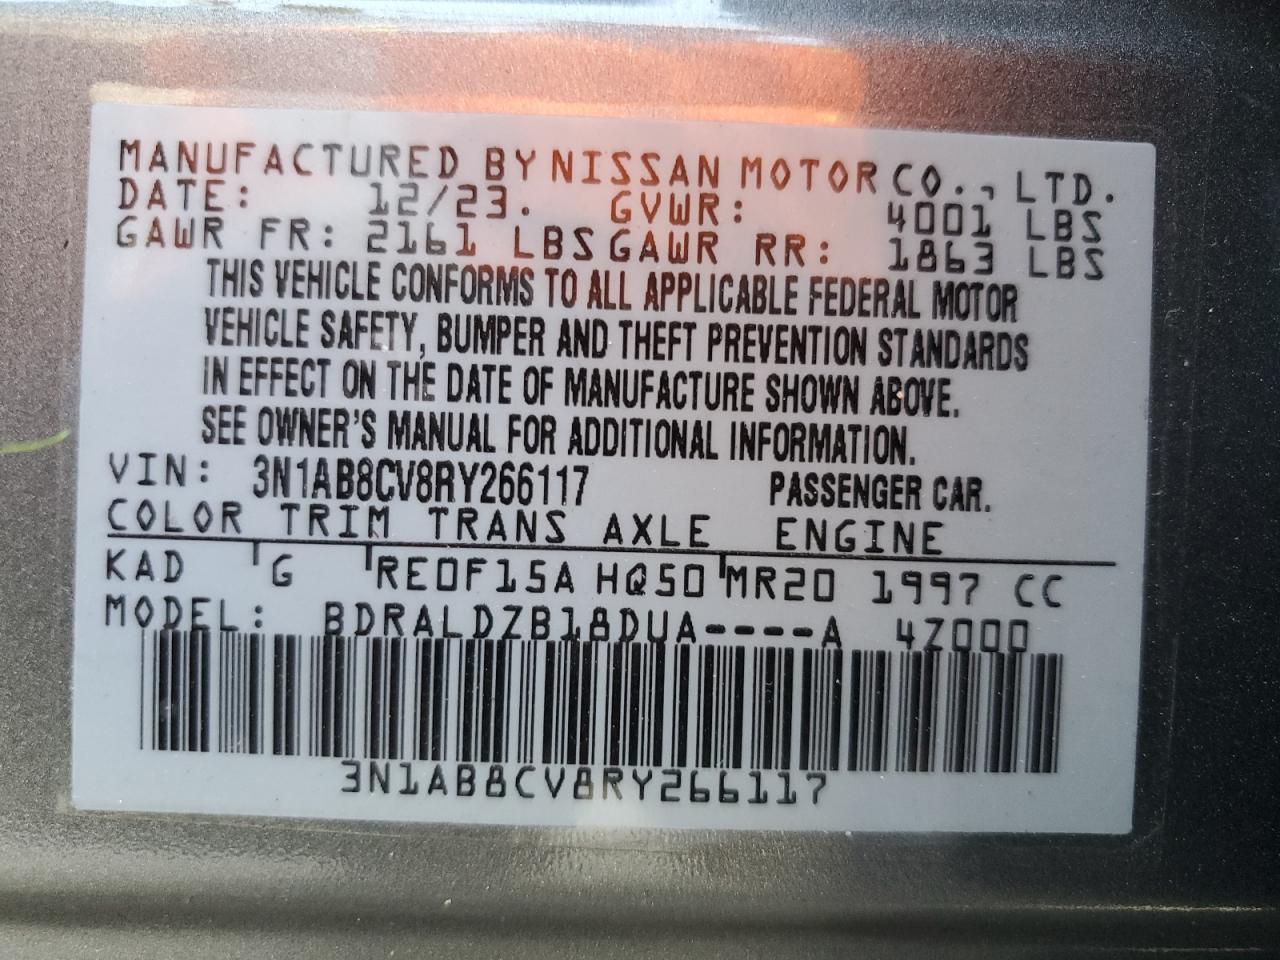 MANUFACTURED BY NISSAN MOTOR CO., LTD.
DATE: 12/23. GVWR: 4001 LBS
GAWR FR: 2161 LBS GAWR RR: 1863 LBS
THIS VEHICLE CONFORMS TO ALL APPLICABLE FEDERAL MOTOR
VEHICLE SAFETY, BUMPER AND THEFT PREVENTION STANDARDS
IN EFFECT ON THE DATE OF MANUFACTURE SHOWN ABOVE.
SEE OWNER'S MANUAL FOR ADDITIONAL INFORMATION.
VIN: 3N1AB8CV8RY266117 PASSENGER CAR.
COLOR TRIM TRANS AXLE ENGINE
KAD G RE0F15A HQ50 MR20 1997 CC
MODEL: BDRALDZB18DUA----A 4Z000
3N1AB8CV8RY266117